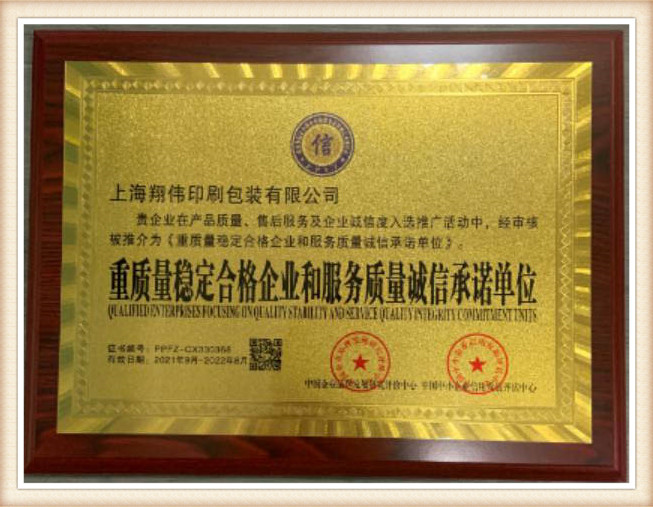 信
上海翔伟印刷包装有限公司
贵企业在产品质量、售后服务及企业诚信度入选推广活动中，经审核
被推介为《重质量稳定合格企业和服务质量诚信承诺单位》。
重质量稳定合格企业和服务质量诚信承诺单位
QUALIFIED ENTERPRISES FOCUSING ON QUALITY STABILITY AND SERVICE QUALITY INTEGRITY COMMITMENT UNITS
证书编号：
有效日期：2021年9月-2022年8月